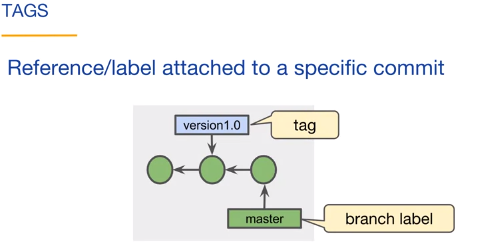 TAGS
Reference/label attached to a specific commit
version1.0
tag
master
branch label